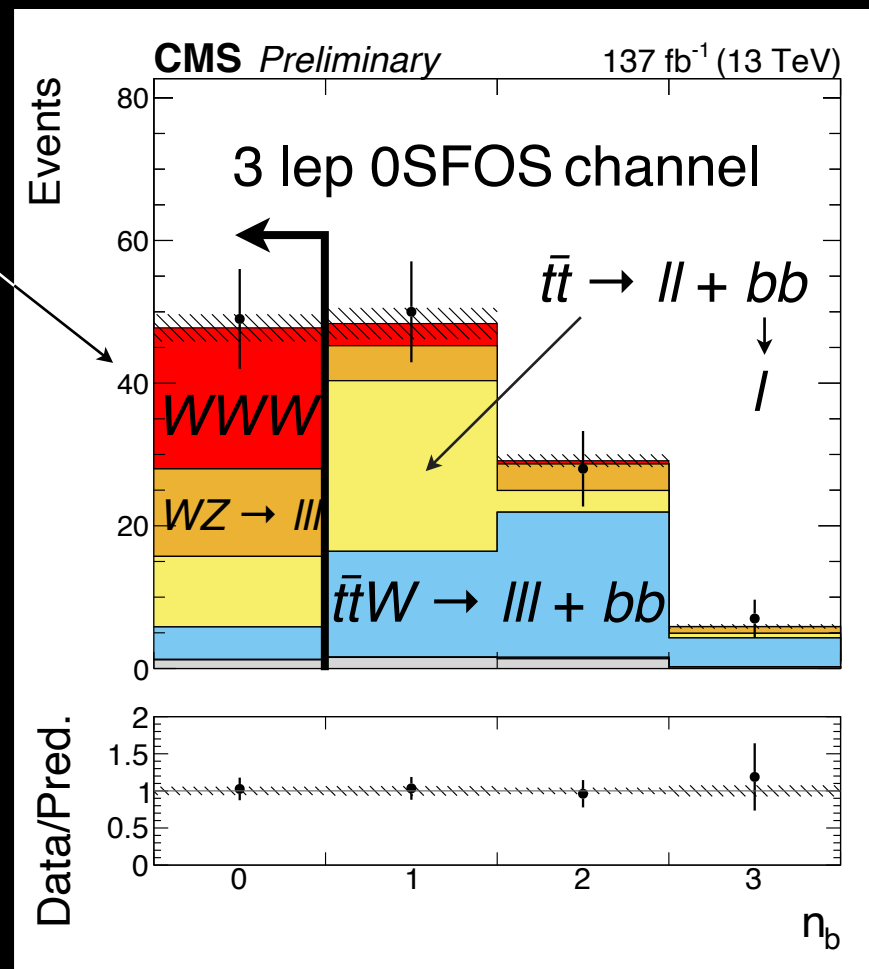 CMS Preliminary 137 fb⁻¹ (13 TeV)
Events
80
60
40
20
0
3 lep 0SFOS channel
t̄t → ll + bb
l
WWW
WZ → lll
t̄tW → lll + bb
Data/Pred.
2
1.5
1
0.5
0
0 1 2 3
n_b